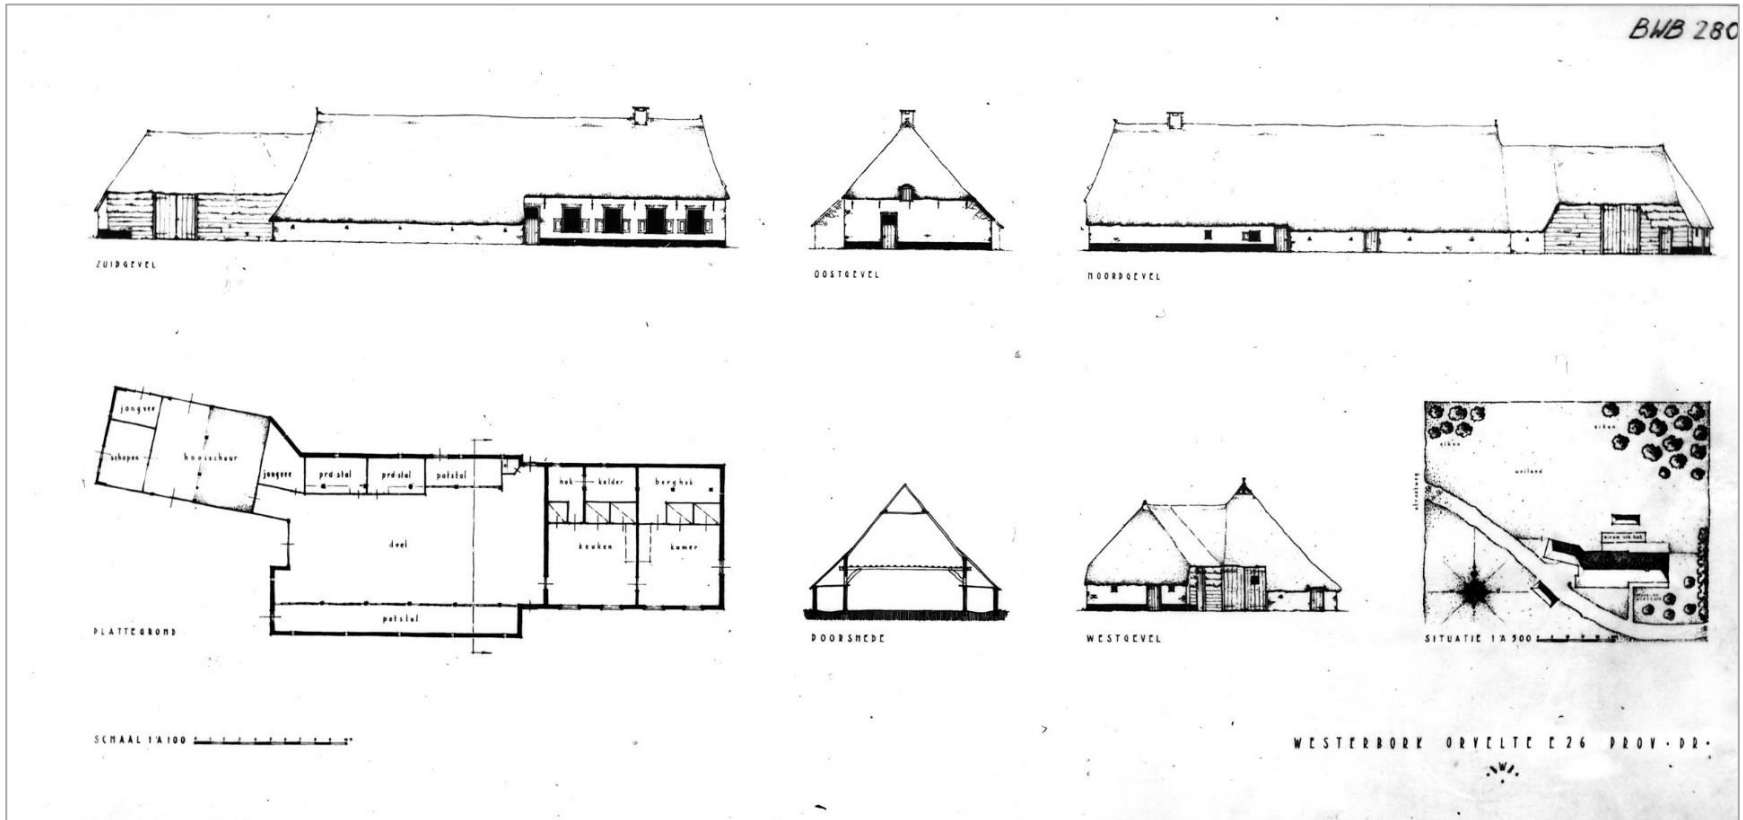 BWB 280
ZUIDGEVEL
OOSTGEVEL
NOORDGEVEL
jongvee
schapen
hooischuur
jongvee
prd·stal
prd·stal
potstal
hok
kelder
berghok
deel
keuken
kamer
potstal
PLATTEGROND
DOORSNEDE
WESTGEVEL
eiken
eiken
weiland
SITUATIE 1 'A 500
SCHAAL 1 'A 100
WESTERBORK ORVELTE E 26 PROV · DR ·
W